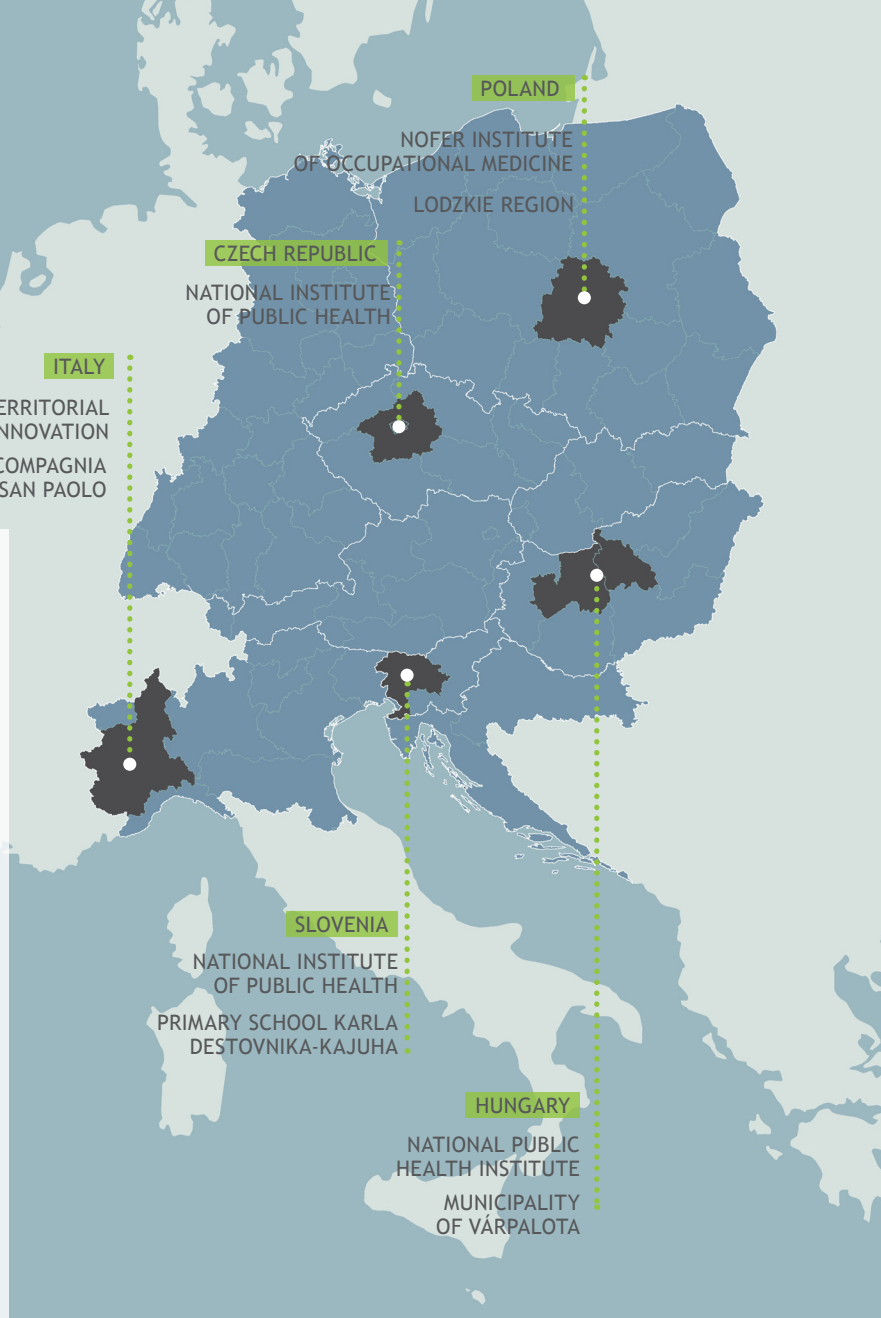 POLAND
NOFER INSTITUTE
OF OCCUPATIONAL MEDICINE
LODZKIE REGION
CZECH REPUBLIC
NATIONAL INSTITUTE
OF PUBLIC HEALTH
ITALY
ERRITORIAL
NNOVATION
COMPAGNIA
SAN PAOLO
SLOVENIA
NATIONAL INSTITUTE
OF PUBLIC HEALTH
PRIMARY SCHOOL KARLA
DESTOVNIKA-KAJUHA
HUNGARY
NATIONAL PUBLIC
HEALTH INSTITUTE
MUNICIPALITY
OF VÁRPALOTA